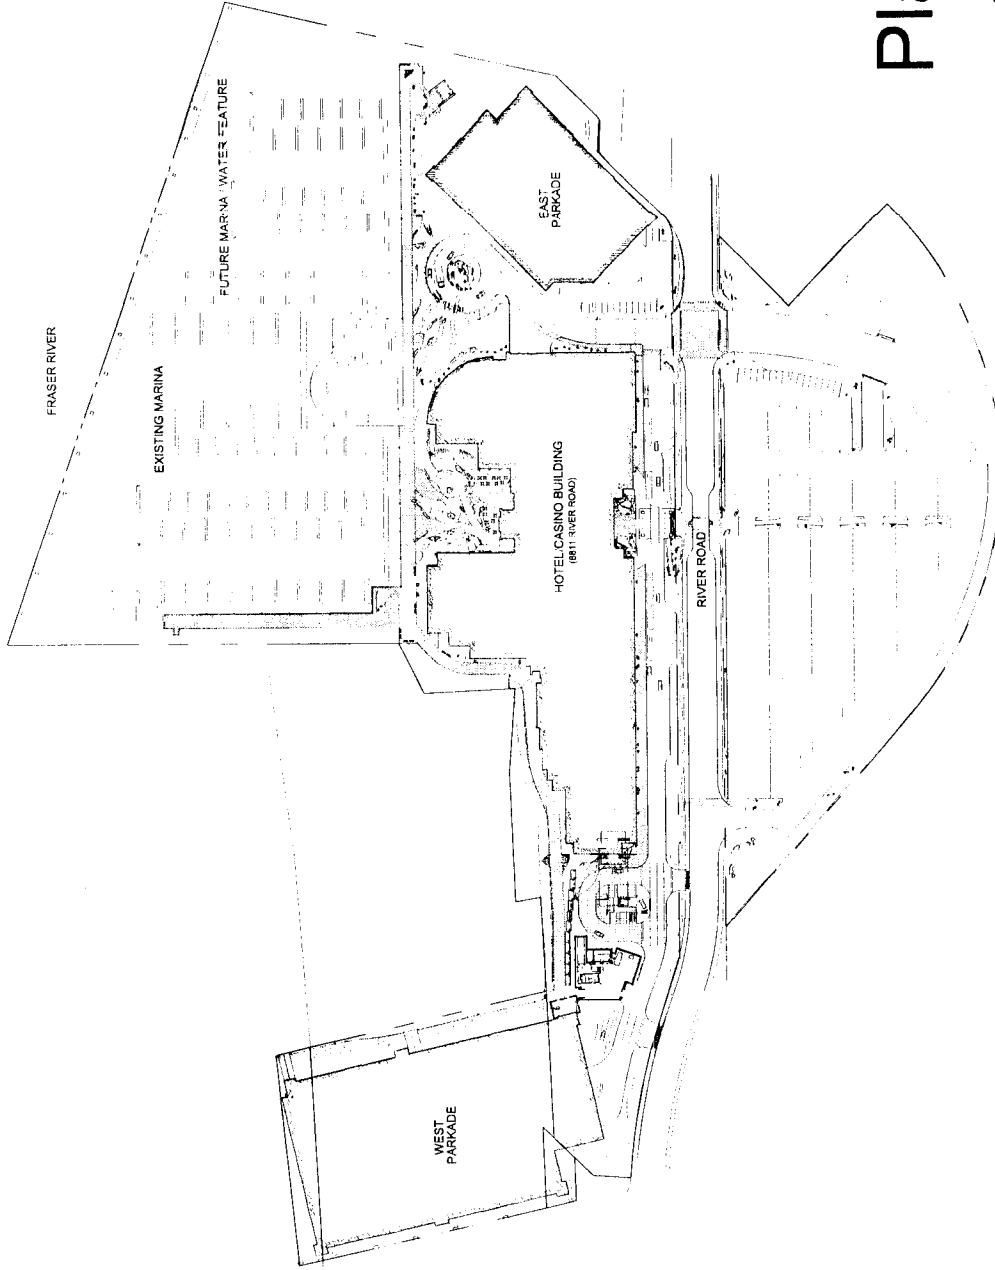 FRASER RIVER
EXISTING MARINA
FUTURE MARINA WATER FEATURE
EAST
PARKADE
HOTEL/CASINO BUILDING
(8811 RIVER ROAD)
RIVER ROAD
WEST
PARKADE